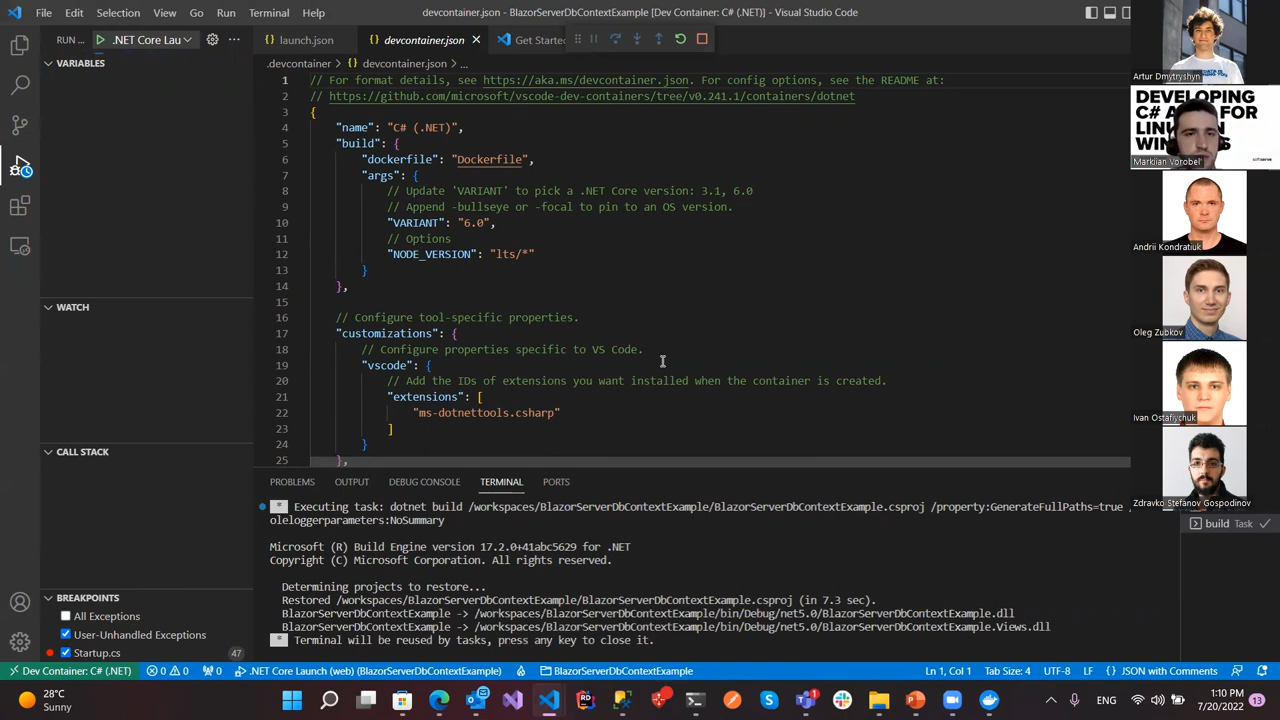 File Edit Selection View Go Run Terminal Help
devcontainer.json - BlazorServerDbContextExample [Dev Container: C# (.NET)] - Visual Studio Code
RUN ... .NET Core Lau
launch.json
devcontainer.json
Get Starte
VARIABLES
.devcontainer > devcontainer.json > ...
1 // For format details, see https://aka.ms/devcontainer.json. For config options, see the README at:
2 // https://github.com/microsoft/vscode-dev-containers/tree/v0.241.1/containers/dotnet
3 {
4 "name": "C# (.NET)",
5 "build": {
6 "dockerfile": "Dockerfile",
7 "args": {
8 // Update 'VARIANT' to pick a .NET Core version: 3.1, 6.0
9 // Append -bullseye or -focal to pin to an OS version.
10 "VARIANT": "6.0",
11 // Options
12 "NODE_VERSION": "lts/*"
13 }
14 },
15
16 // Configure tool-specific properties.
17 "customizations": {
18 // Configure properties specific to VS Code.
19 "vscode": {
20 // Add the IDs of extensions you want installed when the container is created.
21 "extensions": [
22 "ms-dotnettools.csharp"
23 ]
24 }
25 },
WATCH
CALL STACK
BREAKPOINTS
All Exceptions
User-Unhandled Exceptions
Startup.cs 47
PROBLEMS OUTPUT DEBUG CONSOLE TERMINAL PORTS
* Executing task: dotnet build /workspaces/BlazorServerDbContextExample/BlazorServerDbContextExample.csproj /property:GenerateFullPaths=true
oleloggerparameters:NoSummary
Microsoft (R) Build Engine version 17.2.0+41abc5629 for .NET
Copyright (C) Microsoft Corporation. All rights reserved.
Determining projects to restore...
Restored /workspaces/BlazorServerDbContextExample/BlazorServerDbContextExample.csproj (in 7.3 sec).
BlazorServerDbContextExample -> /workspaces/BlazorServerDbContextExample/bin/Debug/net5.0/BlazorServerDbContextExample.dll
BlazorServerDbContextExample -> /workspaces/BlazorServerDbContextExample/bin/Debug/net5.0/BlazorServerDbContextExample.Views.dll
* Terminal will be reused by tasks, press any key to close it.
build Task
Artur Dmytryshyn
DEVELOPING
C# A FOR
LIN N
WIN S
softserve
Markiian Vorobel'
Andrii Kondratiuk
Oleg Zubkov
Ivan Ostafiychuk
Zdravko Stefanov Gospodinov
Dev Container: C# (.NET) 0 0 0 .NET Core Launch (web) (BlazorServerDbContextExample) BlazorServerDbContextExample
Ln 1, Col 1 Tab Size: 4 UTF-8 LF {} JSON with Comments
28°C
Sunny
ENG
1:10 PM
7/20/2022
13